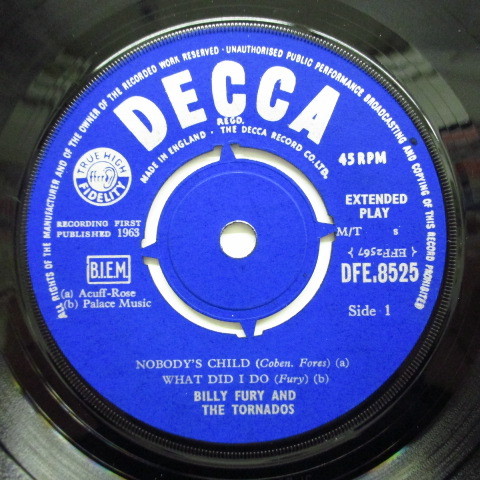 ALL RIGHTS OF THE MANUFACTURER AND OF THE OWNER OF THE RECORDED WORK RESERVED · UNAUTHORISED PUBLIC PERFORMANCE BROADCASTING AND COPYING OF THIS RECORD PROHIBITED
DECCA
REGD.
MADE IN ENGLAND · THE DECCA RECORD CO. LTD.
TRUE HIGH
ffrr
FIDELITY
45 RPM
EXTENDED
PLAY
RECORDING FIRST
PUBLISHED 1963
M/T s
(EFF2567)
DFE.8525
B.I.E.M.
(a) Acuff-Rose
(b) Palace Music
Side 1
NOBODY'S CHILD (Coben. Fores) (a)
WHAT DID I DO (Fury) (b)
BILLY FURY AND
THE TORNADOS